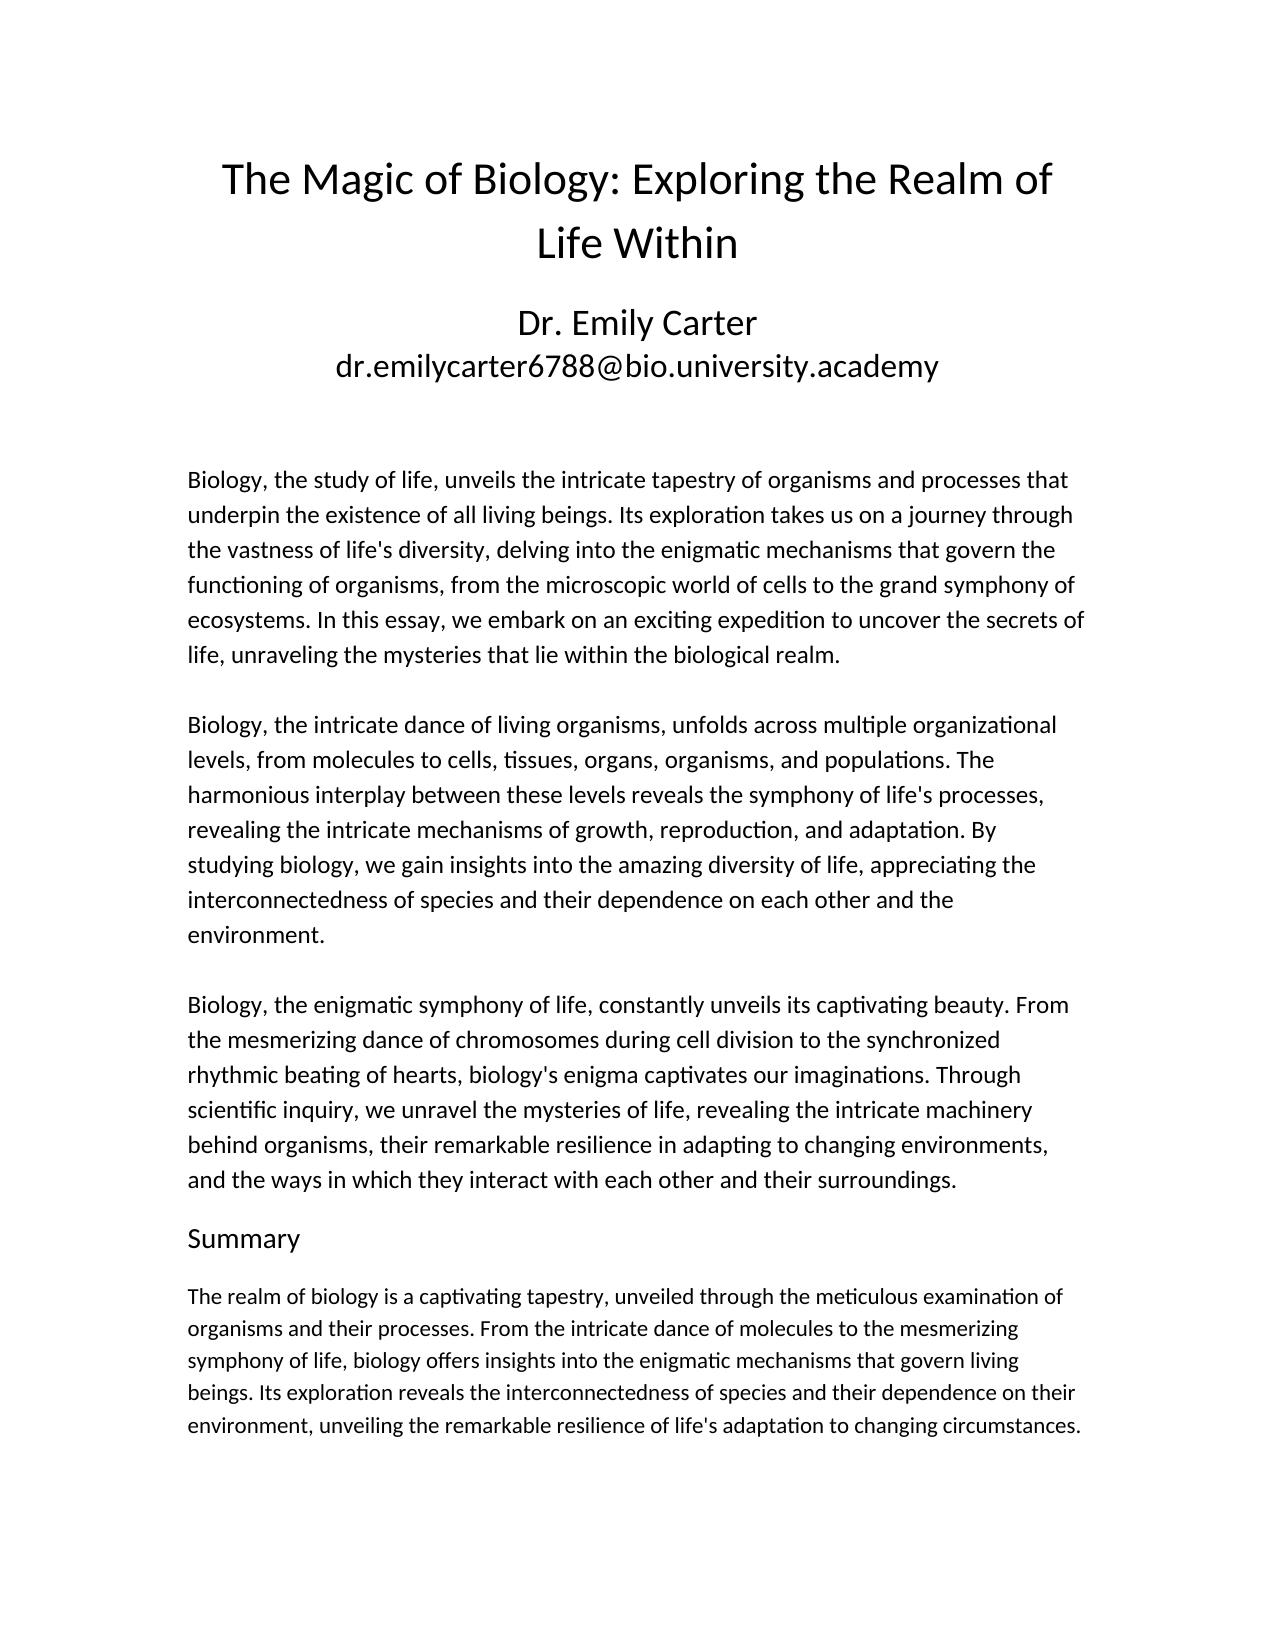 The Magic of Biology: Exploring the Realm of
Life Within
Dr. Emily Carter
dr.emilycarter6788@bio.university.academy
Biology, the study of life, unveils the intricate tapestry of organisms and processes that
underpin the existence of all living beings. Its exploration takes us on a journey through
the vastness of life's diversity, delving into the enigmatic mechanisms that govern the
functioning of organisms, from the microscopic world of cells to the grand symphony of
ecosystems. In this essay, we embark on an exciting expedition to uncover the secrets of
life, unraveling the mysteries that lie within the biological realm.
Biology, the intricate dance of living organisms, unfolds across multiple organizational
levels, from molecules to cells, tissues, organs, organisms, and populations. The
harmonious interplay between these levels reveals the symphony of life's processes,
revealing the intricate mechanisms of growth, reproduction, and adaptation. By
studying biology, we gain insights into the amazing diversity of life, appreciating the
interconnectedness of species and their dependence on each other and the
environment.
Biology, the enigmatic symphony of life, constantly unveils its captivating beauty. From
the mesmerizing dance of chromosomes during cell division to the synchronized
rhythmic beating of hearts, biology's enigma captivates our imaginations. Through
scientific inquiry, we unravel the mysteries of life, revealing the intricate machinery
behind organisms, their remarkable resilience in adapting to changing environments,
and the ways in which they interact with each other and their surroundings.
Summary
The realm of biology is a captivating tapestry, unveiled through the meticulous examination of
organisms and their processes. From the intricate dance of molecules to the mesmerizing
symphony of life, biology offers insights into the enigmatic mechanisms that govern living
beings. Its exploration reveals the interconnectedness of species and their dependence on their
environment, unveiling the remarkable resilience of life's adaptation to changing circumstances.